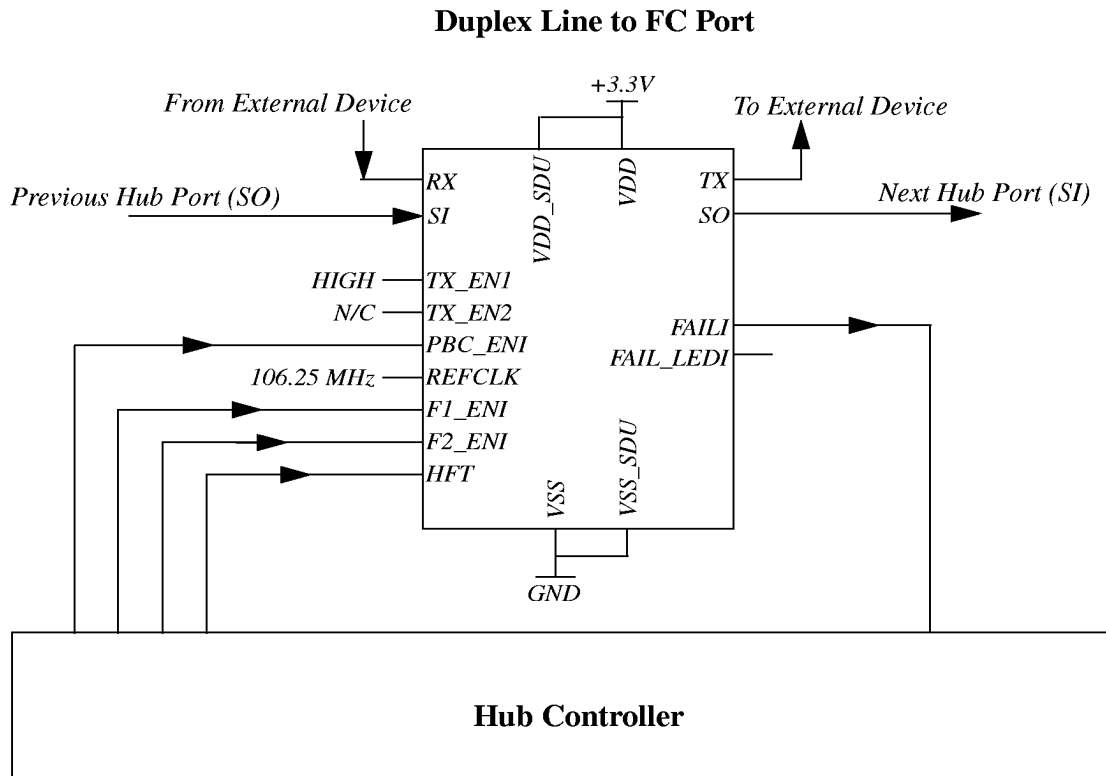 Duplex Line to FC Port
+3.3V
From External Device
To External Device
RX
VDD_SDU
VDD
TX
Previous Hub Port (SO)
Next Hub Port (SI)
SI
SO
HIGH
TX_EN1
N/C
TX_EN2
FAILI
PBC_ENI
FAIL_LEDI
106.25 MHz
REFCLK
F1_ENI
F2_ENI
HFT
VSS
VSS_SDU
GND
Hub Controller